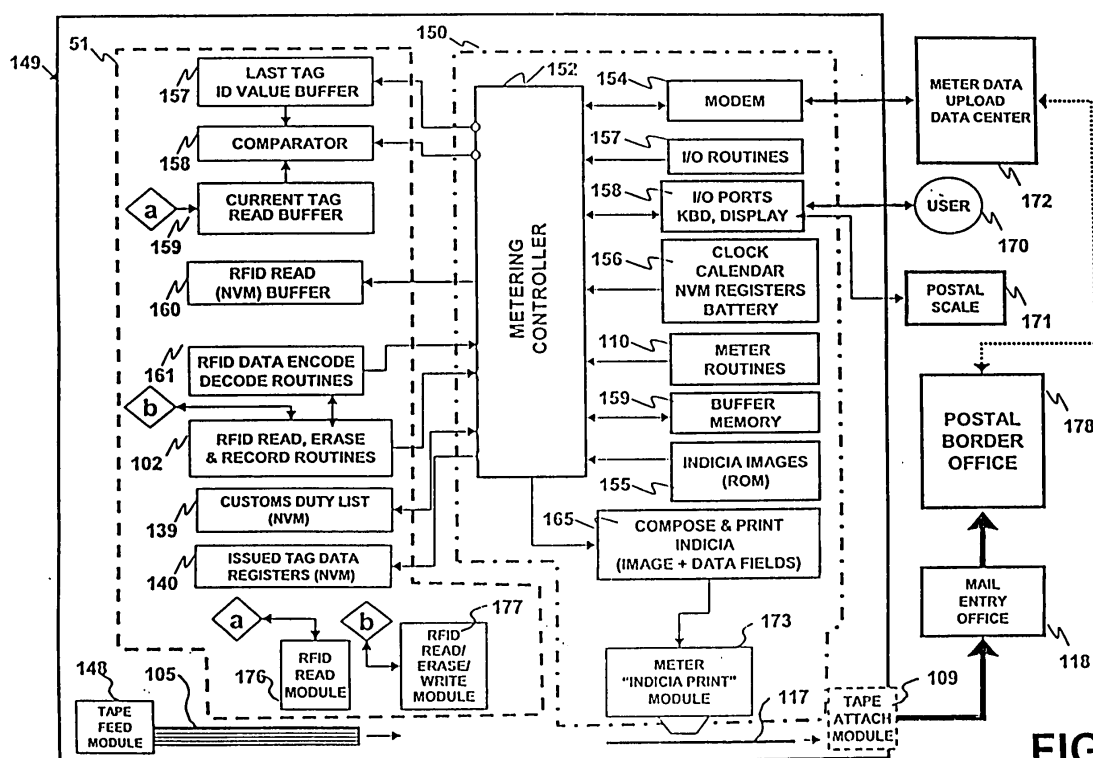 149
51
157
LAST TAG
ID VALUE BUFFER
158
COMPARATOR
a
159
CURRENT TAG
READ BUFFER
160
RFID READ
(NVM) BUFFER
161
RFID DATA ENCODE
DECODE ROUTINES
b
102
RFID READ, ERASE
& RECORD ROUTINES
139
CUSTOMS DUTY LIST
(NVM)
140
ISSUED TAG DATA
REGISTERS (NVM)
a
176
RFID
READ
MODULE
b
177
RFID
READ/
ERASE/
WRITE MODULE
148
TAPE
FEED
MODULE
105
150
152
METERING
CONTROLLER
154
MODEM
157
I/O ROUTINES
158
I/O PORTS
KBD, DISPLAY
156
CLOCK
CALENDAR
NVM REGISTERS
BATTERY
110
METER
ROUTINES
159
BUFFER
MEMORY
155
INDICIA IMAGES
(ROM)
165
COMPOSE & PRINT
INDICIA
(IMAGE + DATA FIELDS)
173
METER
"INDICIA PRINT"
MODULE
117
109
TAPE
ATTACH
MODULE
METER DATA
UPLOAD
DATA CENTER
172
USER
170
POSTAL
SCALE
171
POSTAL
BORDER
OFFICE
178
MAIL
ENTRY
OFFICE
118
FIG